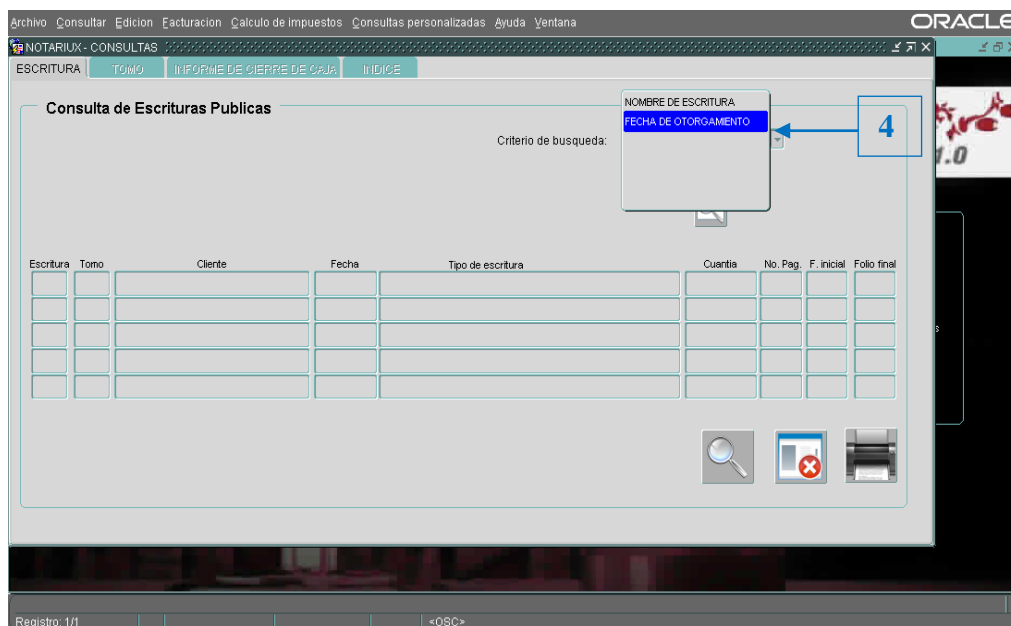 Archivo Consultar Edicion Facturacion Calculo de impuestos Consultas personalizadas Ayuda Ventana ORACLE
NOTARIUX - CONSULTAS
ESCRITURA TOMO INFORME DE CIERRE DE CAJA INDICE
Consulta de Escrituras Publicas
NOMBRE DE ESCRITURA
FECHA DE OTORGAMIENTO
4
Criterio de busqueda:
1.0
Escritura Tomo Cliente Fecha Tipo de escritura Cuantia No. Pag. F. inicial Folio final
s
Registro: 1/1 <OSC>